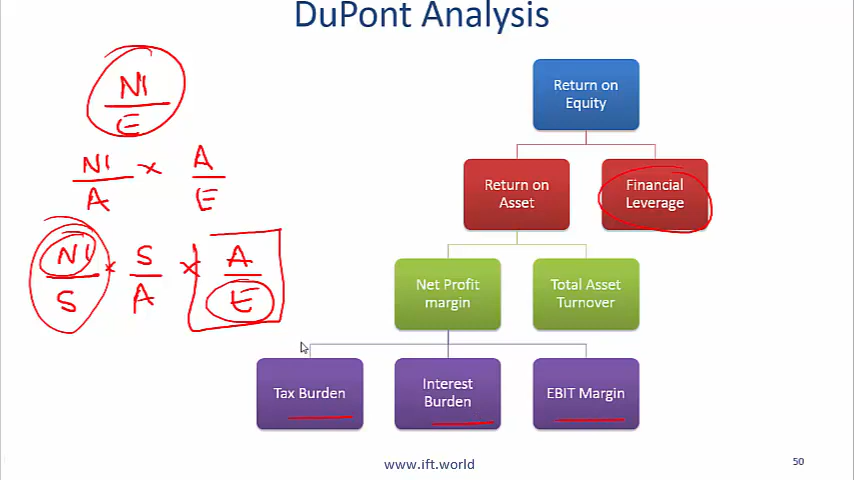 DuPont Analysis
NI
E
NI × A
A E
NI × S × A
S A E
Return on
Equity
Return on
Asset
Financial
Leverage
Net Profit
margin
Total Asset
Turnover
Tax Burden
Interest
Burden
EBIT Margin
www.ift.world
50